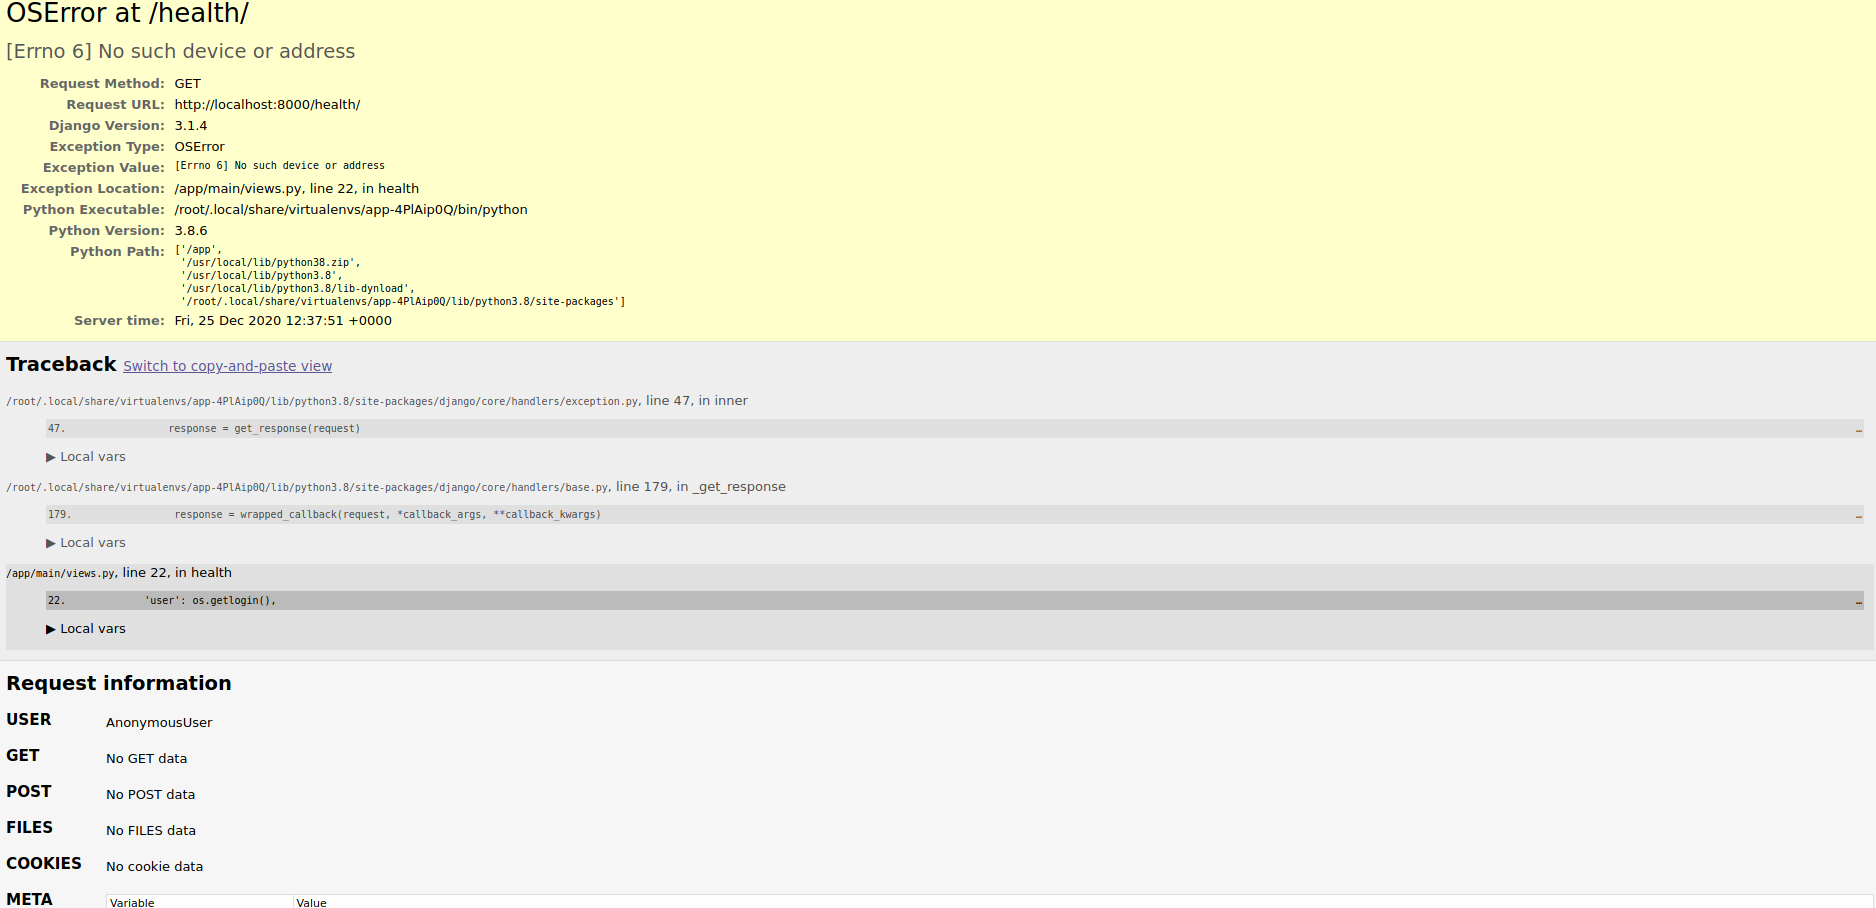 OSError at /health/
[Errno 6] No such device or address
Request Method: GET
Request URL: http://localhost:8000/health/
Django Version: 3.1.4
Exception Type: OSError
Exception Value: [Errno 6] No such device or address
Exception Location: /app/main/views.py, line 22, in health
Python Executable: /root/.local/share/virtualenvs/app-4PlAip0Q/bin/python
Python Version: 3.8.6
Python Path: ['/app',
'/usr/local/lib/python38.zip',
'/usr/local/lib/python3.8',
'/usr/local/lib/python3.8/lib-dynload',
'/root/.local/share/virtualenvs/app-4PlAip0Q/lib/python3.8/site-packages']
Server time: Fri, 25 Dec 2020 12:37:51 +0000
Traceback Switch to copy-and-paste view
/root/.local/share/virtualenvs/app-4PlAip0Q/lib/python3.8/site-packages/django/core/handlers/exception.py, line 47, in inner
47. response = get_response(request) …
▶ Local vars
/root/.local/share/virtualenvs/app-4PlAip0Q/lib/python3.8/site-packages/django/core/handlers/base.py, line 179, in _get_response
179. response = wrapped_callback(request, *callback_args, **callback_kwargs) …
▶ Local vars
/app/main/views.py, line 22, in health
22. 'user': os.getlogin(), …
▶ Local vars
Request information
USER AnonymousUser
GET No GET data
POST No POST data
FILES No FILES data
COOKIES No cookie data
META Variable Value